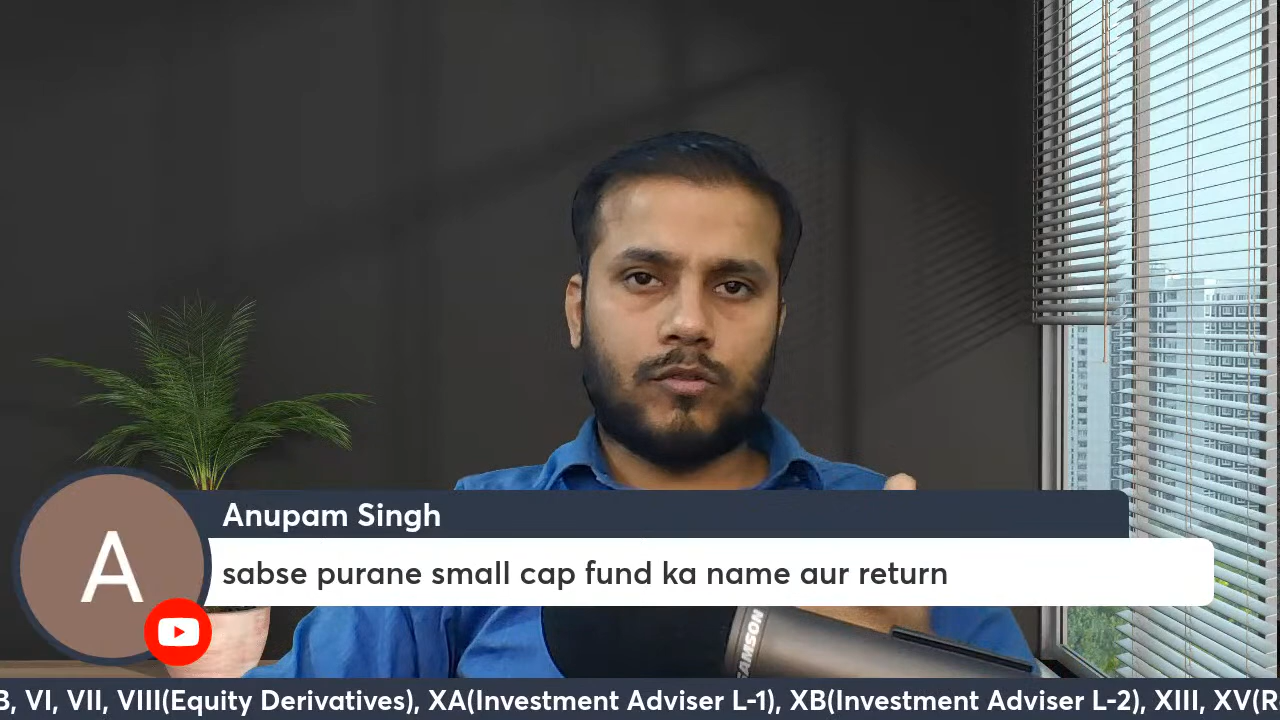 Anupam Singh
A
sabse purane small cap fund ka name aur return
SAMSON
B, VI, VII, VIII(Equity Derivatives), XA(Investment Adviser L-1), XB(Investment Adviser L-2), XIII, XV(R